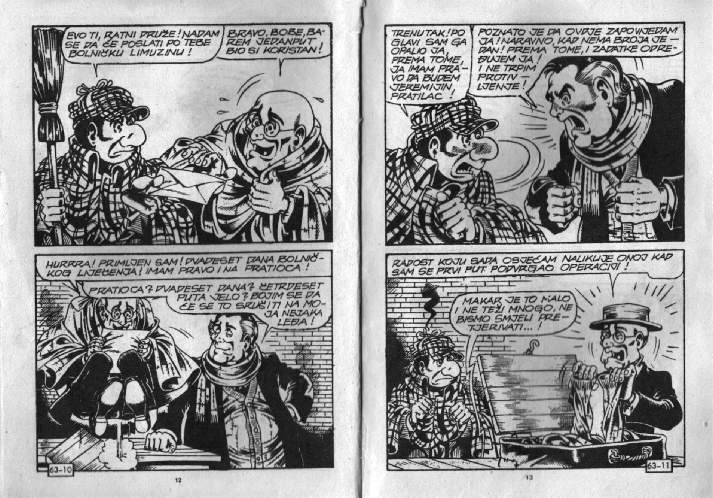 EVO TI, RATNI DRUŽE! NADAM
SE DA ĆE POSLATI PO TEBE
BOLNIČKU LIMUZINU!
BRAVO, BOBE, BA-
REM JEDANPUT
BIO SI KORISTAN!
HURRRA! PRIMLJEN SAM! DVADESET DANA BOLNIČ-
KOG LIJEČENJA! IMAM PRAVO I NA PRATIOCA!
PRATIOCA? DVADESET DANA? ČETRDESET
PUTA JELO? BOJIM SE DA
ĆE SE TO SRUČITI NA MO-
JA NEJAKA
LEĐA!
63-10
12
TRENUTAK! PO
GLAVI SAM GA
OPALIO JA,
PREMA TOME,
JA IMAM PRA-
VO DA BUDEM
JEREMIJIN
PRATILAC!
POZNATO JE DA OVDJE ZAPOVJEDAM
JA! NARAVNO, KAD NEMA BROJA JE-
DAN! PREMA TOME, I ZADATKE ODRE-
ĐUJEM JA!
I NE TRPIM
PROTIV-
LJENJE!
RADOST KOJU SADA OSJEĆAM NALIKUJE ONOJ KAD
SAM SE PRVI PUT PODVRGAO OPERACIJI!
?
MAKAR JE TO MALO
I NE TEŽI MNOGO, NE
BISMO SMJELI PRE-
TJERIVATI...!
63-11
13